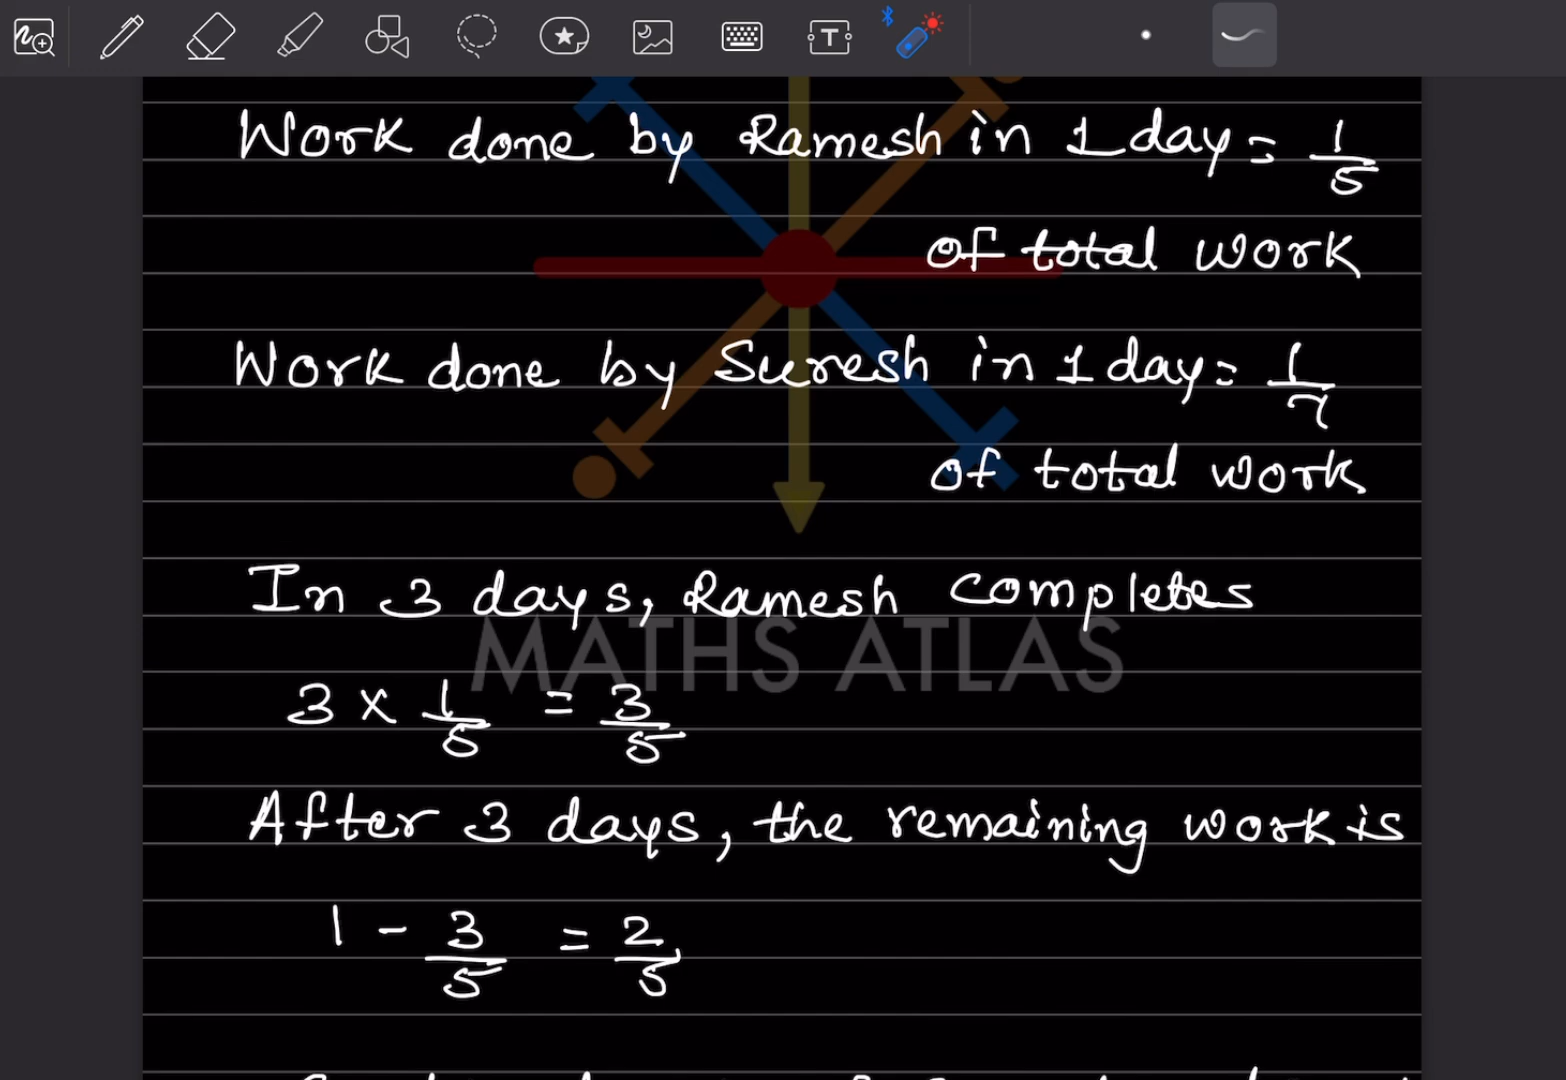 Work done by Ramesh in 1 day = 1/5
of total work
Work done by Suresh in 1 day = 1/7
of total work
In 3 days, Ramesh completes
MATHS ATLAS
3 × 1/5 = 3/5
After 3 days, the remaining work is
1 - 3/5 = 2/5